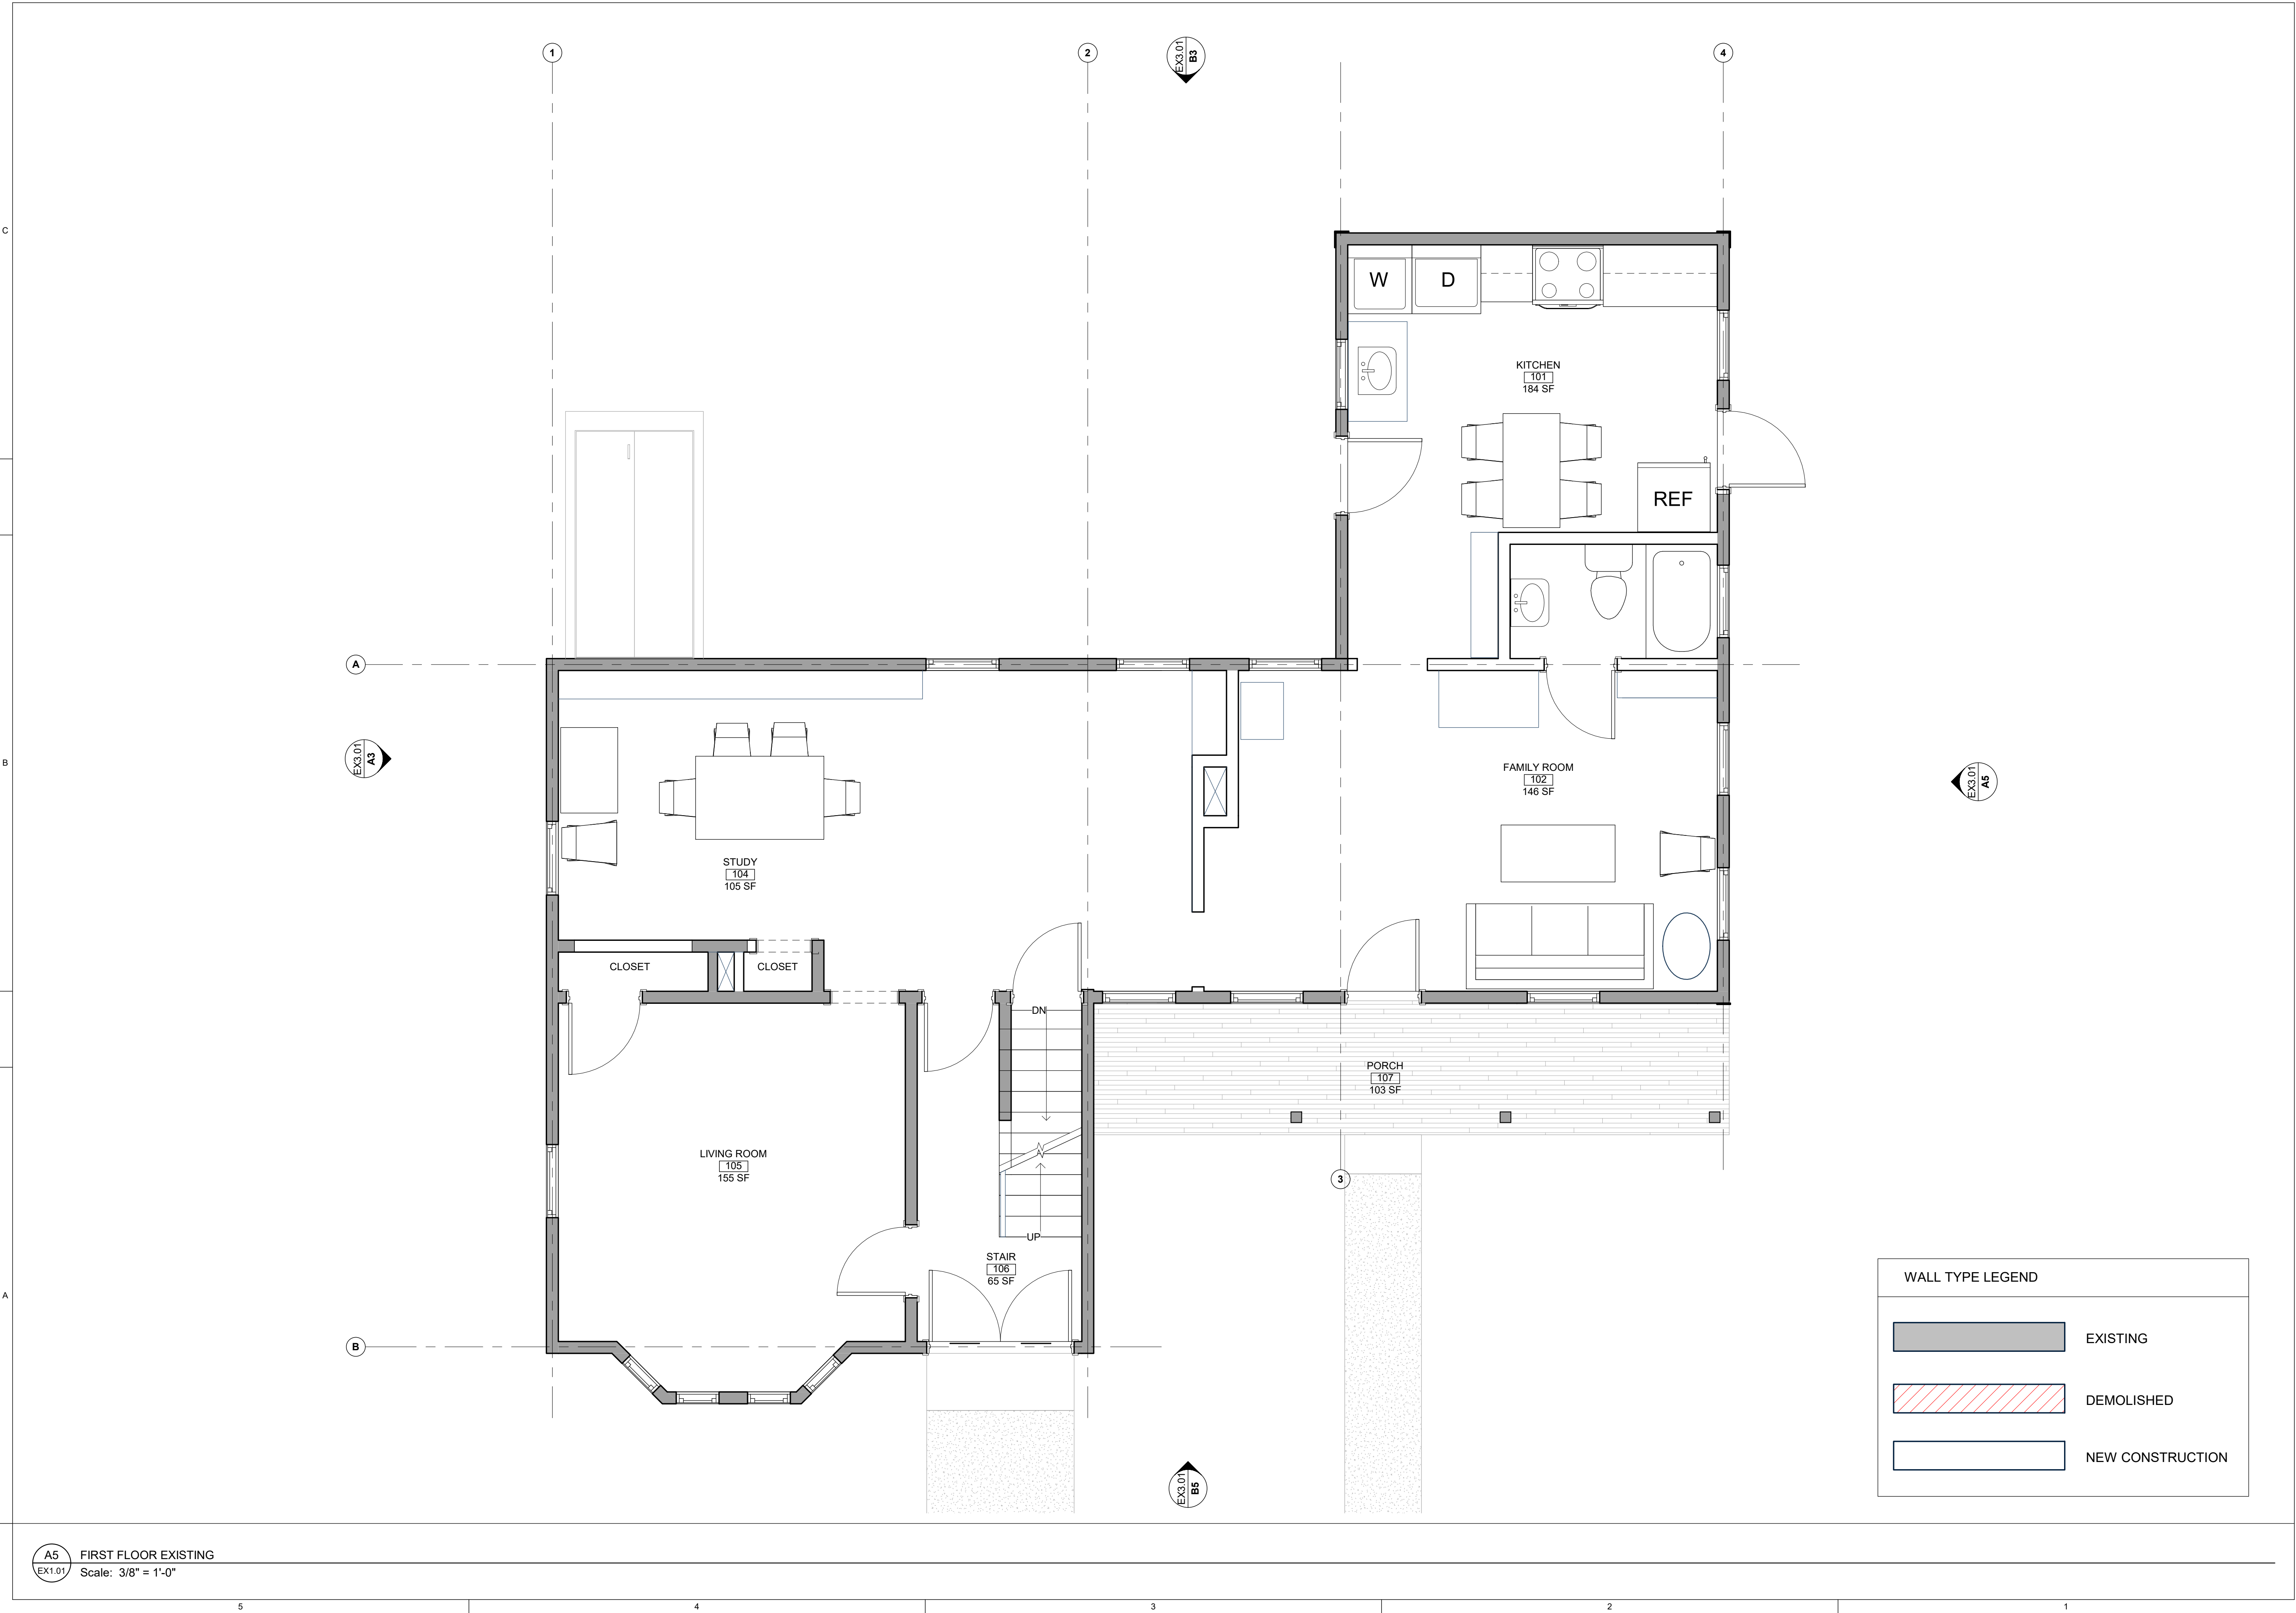 1
2
4
EX3.01
B3
C
W
D
KITCHEN
101
184 SF
REF
A
EX3.01
A3
B
FAMILY ROOM
102
146 SF
EX3.01
A5
STUDY
104
105 SF
CLOSET
CLOSET
DN
PORCH
107
103 SF
LIVING ROOM
105
155 SF
3
UP
STAIR
106
65 SF
A
B
EX3.01
B5
WALL TYPE LEGEND
EXISTING
DEMOLISHED
NEW CONSTRUCTION
A5
EX1.01
FIRST FLOOR EXISTING
Scale: 3/8" = 1'-0"
5
4
3
2
1